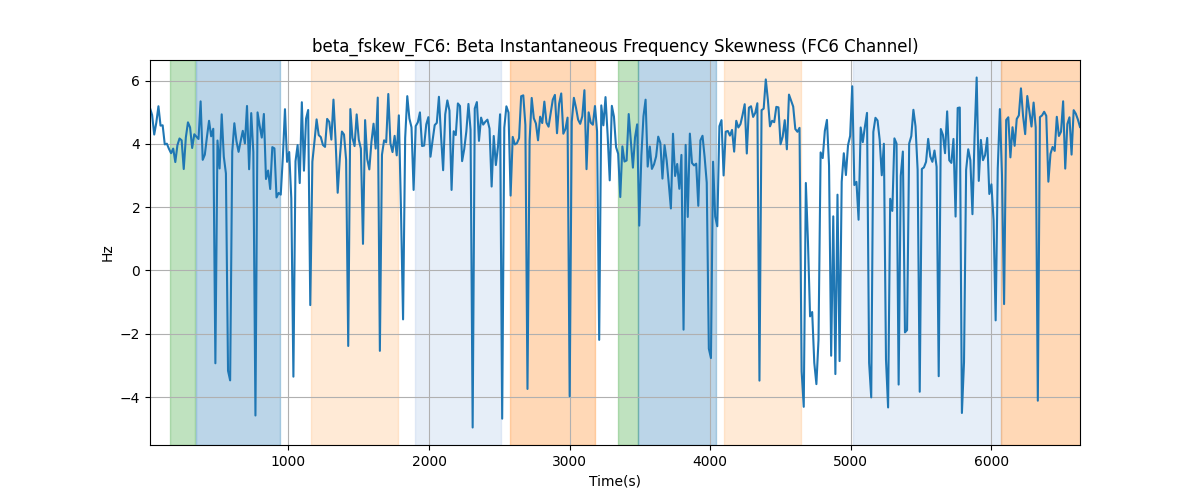 beta_fskew_FC6: Beta Instantaneous Frequency Skewness (FC6 Channel)
6
4
2
0
−2
−4
Hz
1000 2000 3000 4000 5000 6000
Time(s)